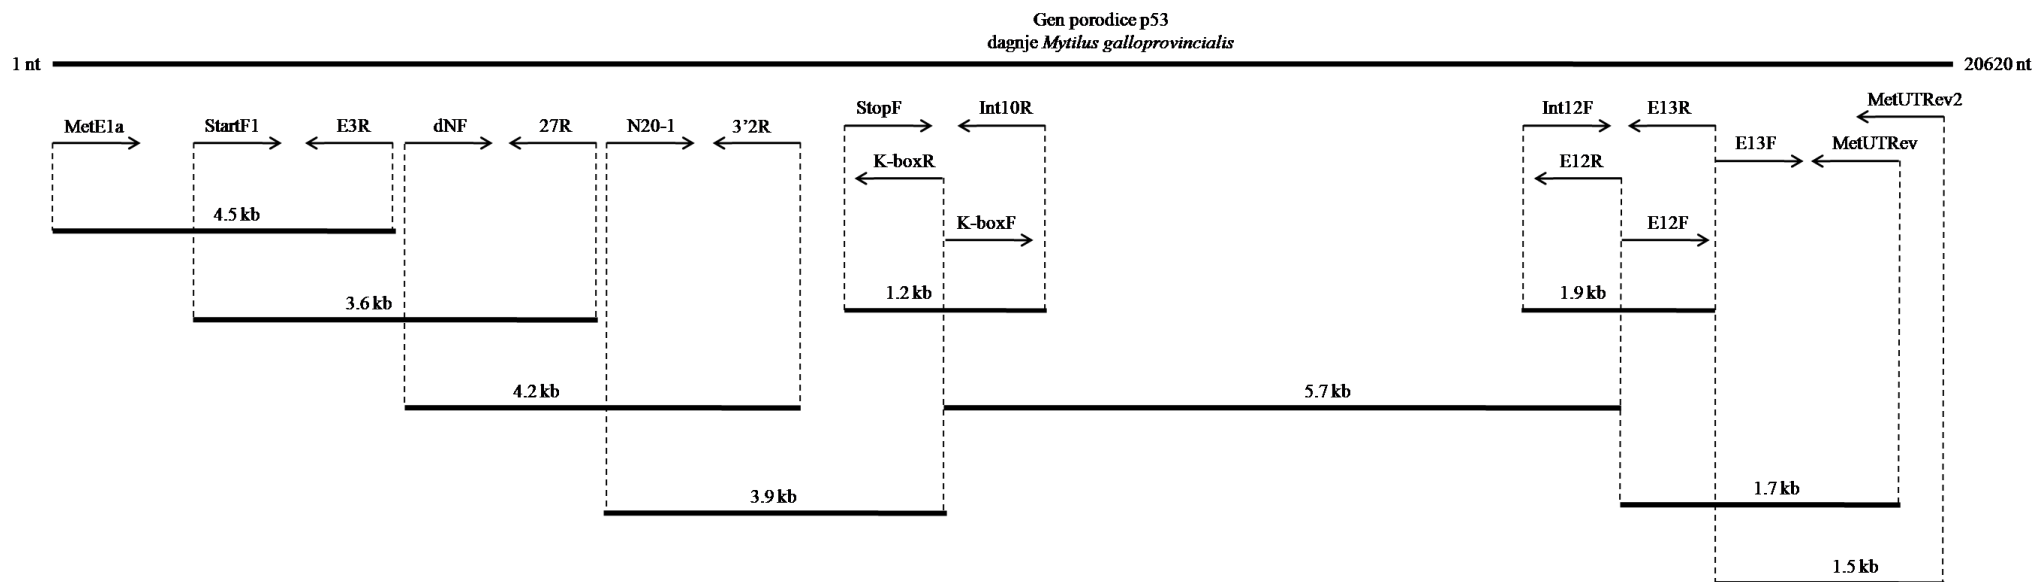 Gen porodice p53
dagnje Mytilus galloprovincialis
1 nt
20620 nt
MetE1a
StartF1
E3R
dNF
27R
N20-1
3'2R
StopF
Int10R
K-boxR
K-boxF
Int12F
E13R
E12R
E12F
MetUTRev2
E13F
MetUTRev
4.5 kb
3.6 kb
1.2 kb
1.9 kb
4.2 kb
5.7 kb
3.9 kb
1.7 kb
1.5 kb